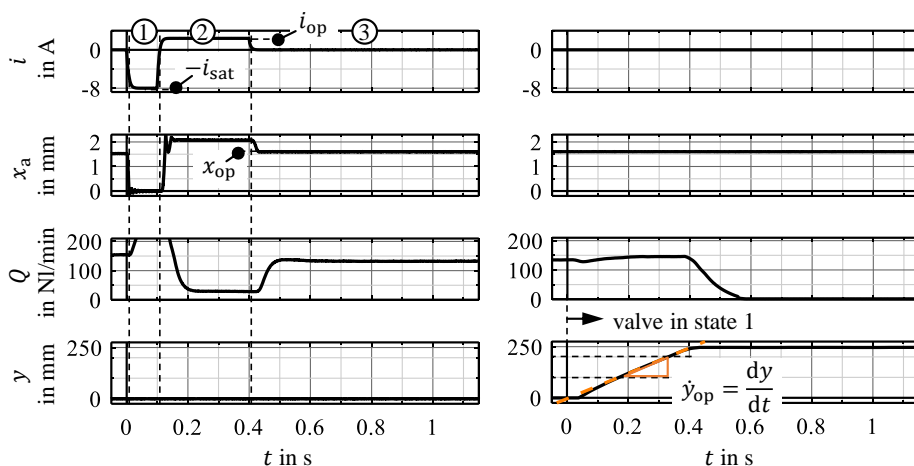 ① ② ③
i_op
−i_sat
i
in A
0
-8
x_a
in mm
2
1
0
x_op
Q
in Nl/min
200
100
0
y
in mm
250
0
0 0.2 0.4 0.6 0.8 1
t in s
valve in state 1
ẏ_op = dy/dt
0
-8
2
1
0
200
100
0
250
0
0 0.2 0.4 0.6 0.8 1
t in s